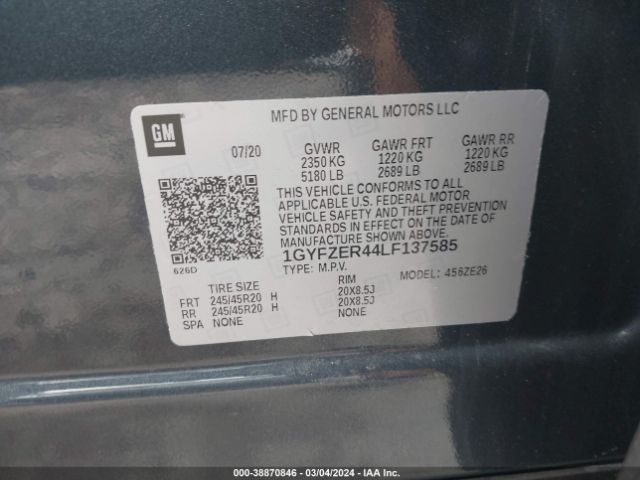 MFD BY GENERAL MOTORS LLC
GM
07/20
GVWR GAWR FRT GAWR RR
2350 KG 1220 KG 1220 KG
5180 LB 2689 LB 2689 LB
THIS VEHICLE CONFORMS TO ALL
APPLICABLE U.S. FEDERAL MOTOR
VEHICLE SAFETY AND THEFT PREVENTION
STANDARDS IN EFFECT ON THE DATE OF
MANUFACTURE SHOWN ABOVE.
1GYFZER44LF137585
626D
TYPE: M.P.V. MODEL: 456ZE26
TIRE SIZE RIM
FRT 245/45R20 H 20X8.5J
RR 245/45R20 H 20X8.5J
SPA NONE NONE
000-38870846 - 03/04/2024 - IAA Inc.